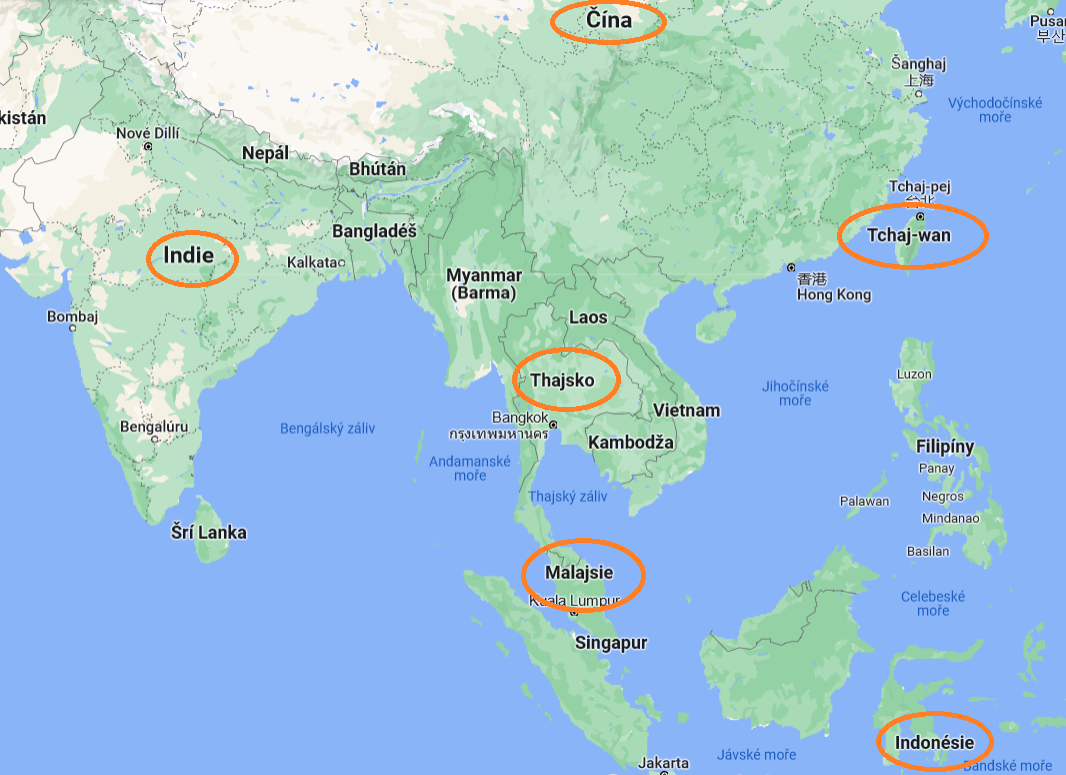 Čína
Pusan
부산
Šanghaj
上海
Východočínské
moře
kistán
Nové Dillí
Nepál
Bhútán
Tchaj-pej
台北
Bangladéš
Tchaj-wan
Indie
Kalkata
Myanmar
(Barma)
香港
Hong Kong
Bombaj
Laos
Luzon
Thajsko
Jihočínské
moře
Vietnam
Bangkok
กรุงเทพมหานคร
Bengalúru
Bengálský záliv
Kambodža
Filipíny
Andamanské
moře
Panay
Thajský záliv
Negros
Palawan
Mindanao
Šrí Lanka
Basilan
Malajsie
Kuala Lumpur
Celebeské
moře
Singapur
Indonésie
Jávské moře
Jakarta
Bandské moře